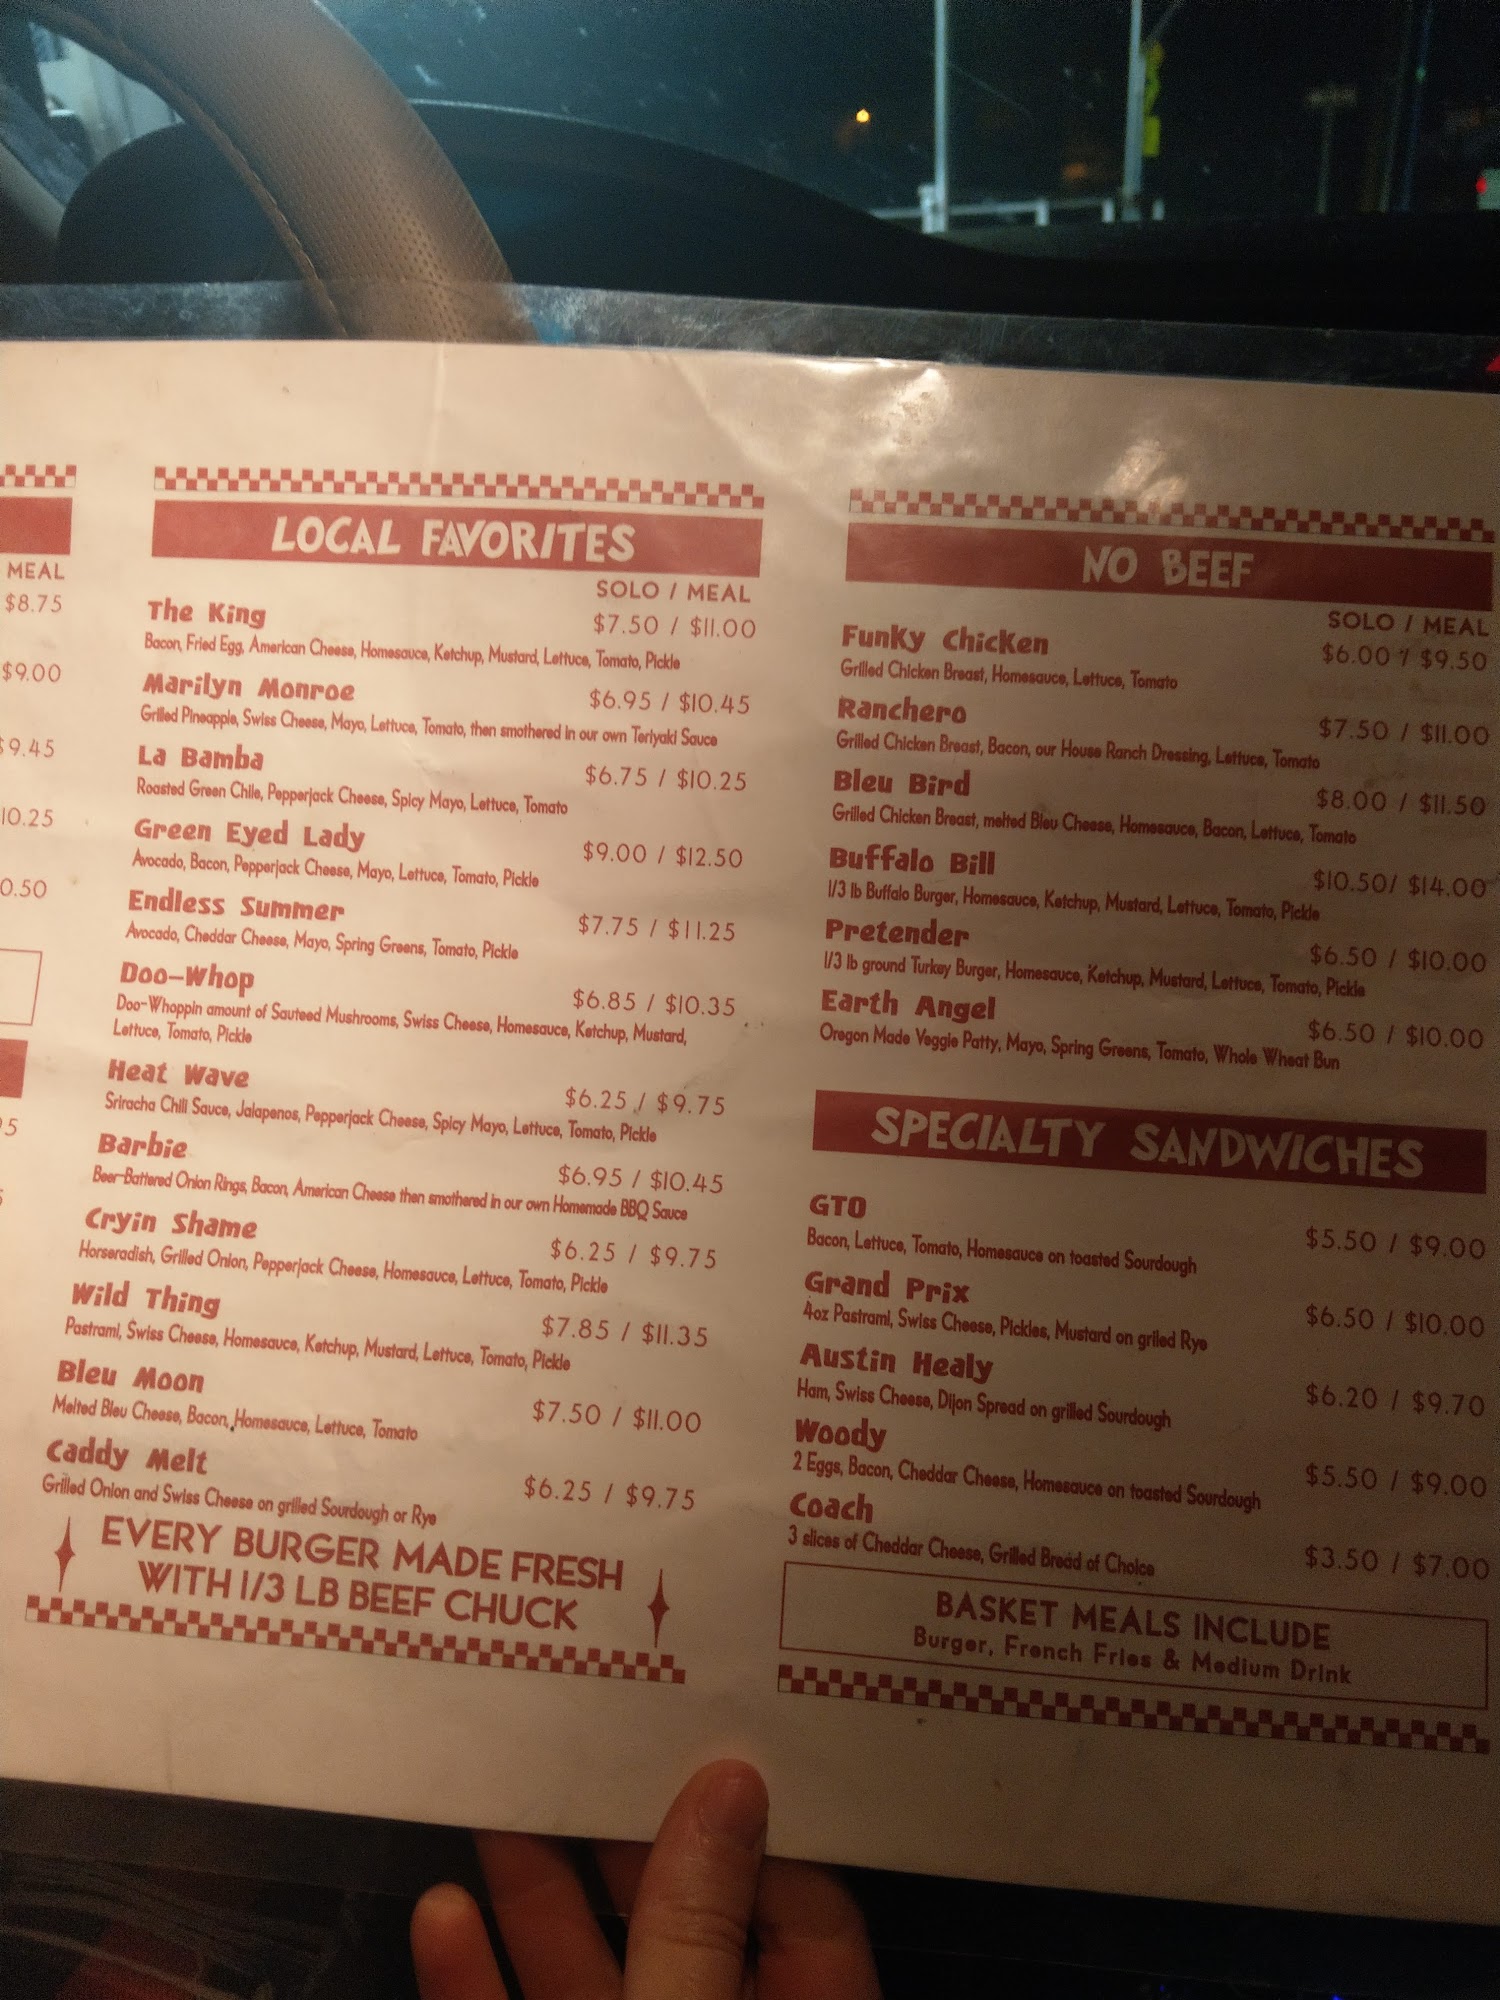 MEAL
$8.75
$9.00
$9.45
10.25
0.50
LOCAL FAVORITES
SOLO / MEAL
The King $7.50 / $11.00
Bacon, Fried Egg, American Cheese, Homesauce, Ketchup, Mustard, Lettuce, Tomato, Pickle
Marilyn Monroe $6.95 / $10.45
Grilled Pineapple, Swiss Cheese, Mayo, Lettuce, Tomato, then smothered in our own Teriyaki Sauce
La Bamba $6.75 / $10.25
Roasted Green Chile, Pepperjack Cheese, Spicy Mayo, Lettuce, Tomato
Green Eyed Lady $9.00 / $12.50
Avocado, Bacon, Pepperjack Cheese, Mayo, Lettuce, Tomato, Pickle
Endless Summer $7.75 / $11.25
Avocado, Cheddar Cheese, Mayo, Spring Greens, Tomato, Pickle
Doo-Whop $6.85 / $10.35
Doo-Whoppin amount of Sauteed Mushrooms, Swiss Cheese, Homesauce, Ketchup, Mustard,
Lettuce, Tomato, Pickle
Heat Wave $6.25 / $9.75
Sriracha Chili Sauce, Jalapenos, Pepperjack Cheese, Spicy Mayo, Lettuce, Tomato, Pickle
Barbie $6.95 / $10.45
Beer-Battered Onion Rings, Bacon, American Cheese then smothered in our own Homemade BBQ Sauce
Cryin Shame $6.25 / $9.75
Horseradish, Grilled Onion, Pepperjack Cheese, Homesauce, Lettuce, Tomato, Pickle
Wild Thing $7.85 / $11.35
Pastrami, Swiss Cheese, Homesauce, Ketchup, Mustard, Lettuce, Tomato, Pickle
Bleu Moon $7.50 / $11.00
Melted Bleu Cheese, Bacon, Homesauce, Lettuce, Tomato
Caddy Melt $6.25 / $9.75
Grilled Onion and Swiss Cheese on grilled Sourdough or Rye
EVERY BURGER MADE FRESH
WITH 1/3 LB BEEF CHUCK
NO BEEF
SOLO / MEAL
Funky Chicken $6.00 / $9.50
Grilled Chicken Breast, Homesauce, Lettuce, Tomato
Ranchero $7.50 / $11.00
Grilled Chicken Breast, Bacon, our House Ranch Dressing, Lettuce, Tomato
Bleu Bird $8.00 / $11.50
Grilled Chicken Breast, melted Bleu Cheese, Homesauce, Bacon, Lettuce, Tomato
Buffalo Bill $10.50/ $14.00
1/3 lb Buffalo Burger, Homesauce, Ketchup, Mustard, Lettuce, Tomato, Pickle
Pretender $6.50 / $10.00
1/3 lb ground Turkey Burger, Homesauce, Ketchup, Mustard, Lettuce, Tomato, Pickle
Earth Angel $6.50 / $10.00
Oregon Made Veggie Patty, Mayo, Spring Greens, Tomato, Whole Wheat Bun
SPECIALTY SANDWICHES
GTO $5.50 / $9.00
Bacon, Lettuce, Tomato, Homesauce on toasted Sourdough
Grand Prix $6.50 / $10.00
4oz Pastrami, Swiss Cheese, Pickles, Mustard on grilled Rye
Austin Healy $6.20 / $9.70
Ham, Swiss Cheese, Dijon Spread on grilled Sourdough
Woody $5.50 / $9.00
2 Eggs, Bacon, Cheddar Cheese, Homesauce on toasted Sourdough
Coach $3.50 / $7.00
3 slices of Cheddar Cheese, Grilled Bread of Choice
BASKET MEALS INCLUDE
Burger, French Fries & Medium Drink